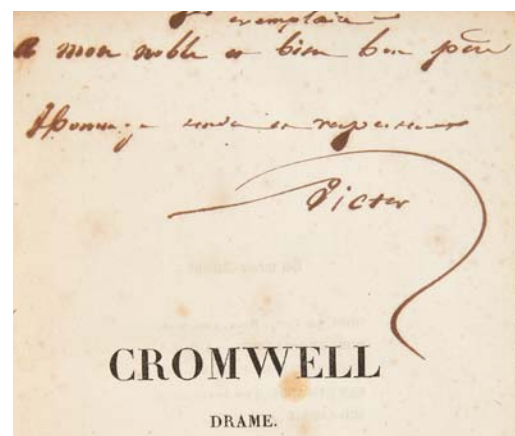 exemplaire
A mon noble et bien bon père
Hommage tendre et respectueux
Victor
CROMWELL
DRAME.